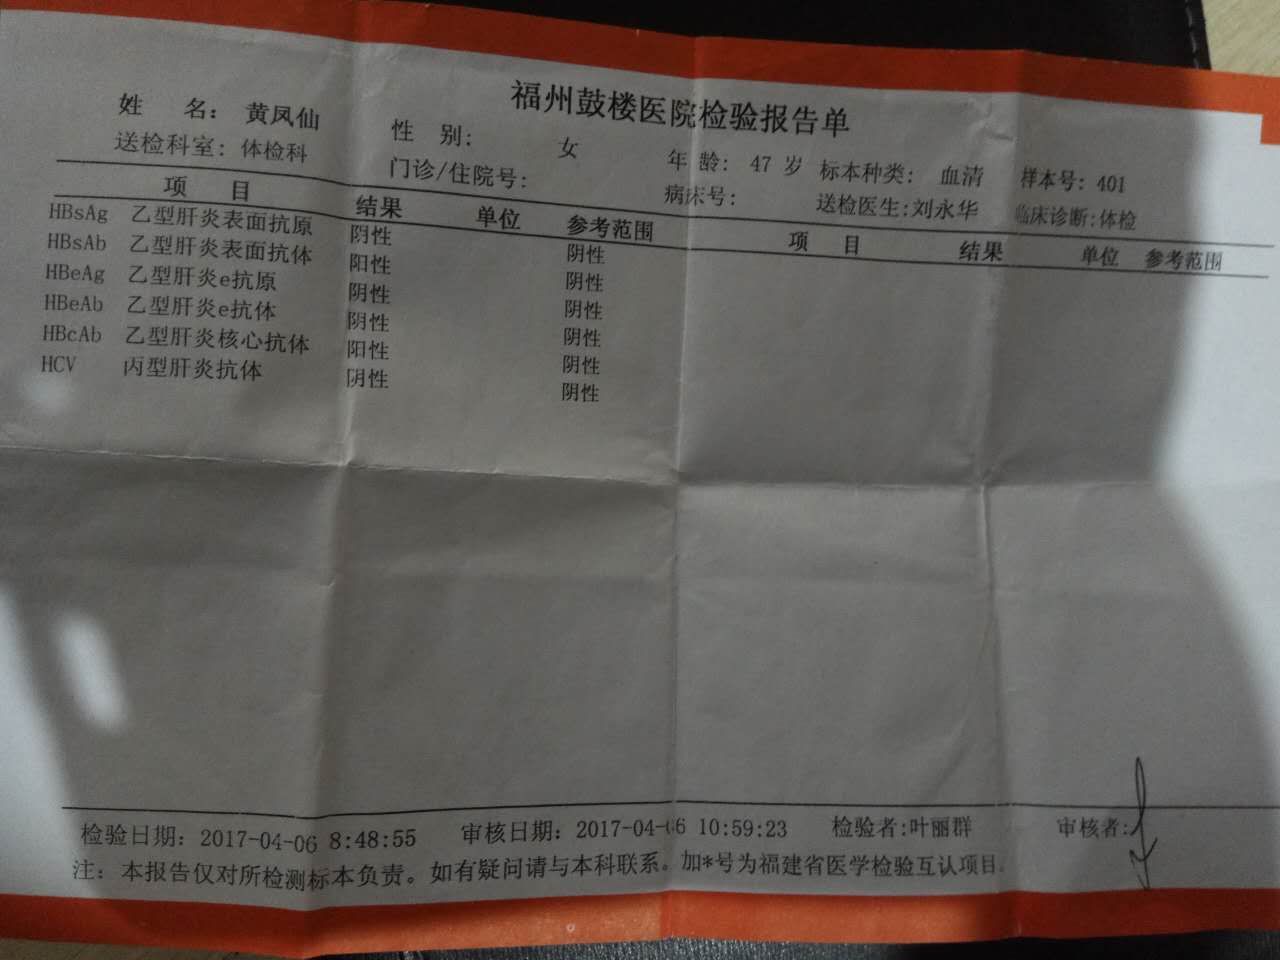 福州鼓楼医院检验报告单
姓 名: 黄凤仙 性 别: 女 年 龄: 47 岁 标本种类: 血清 样本号: 401
送检科室: 体检科 门诊/住院号: 病床号: 送检医生:刘永华 临床诊断:体检
项 目 结果 单位 参考范围 项 目 结果 单位 参考范围
HBsAg 乙型肝炎表面抗原 阴性 阴性
HBsAb 乙型肝炎表面抗体 阳性 阴性
HBeAg 乙型肝炎e抗原 阴性 阴性
HBeAb 乙型肝炎e抗体 阴性 阴性
HBcAb 乙型肝炎核心抗体 阳性 阴性
HCV 丙型肝炎抗体 阴性 阴性
检验日期: 2017-04-06 8:48:55 审核日期: 2017-04-06 10:59:23 检验者:叶丽群 审核者:
注: 本报告仅对所检测标本负责。如有疑问请与本科联系。加*号为福建省医学检验互认项目.